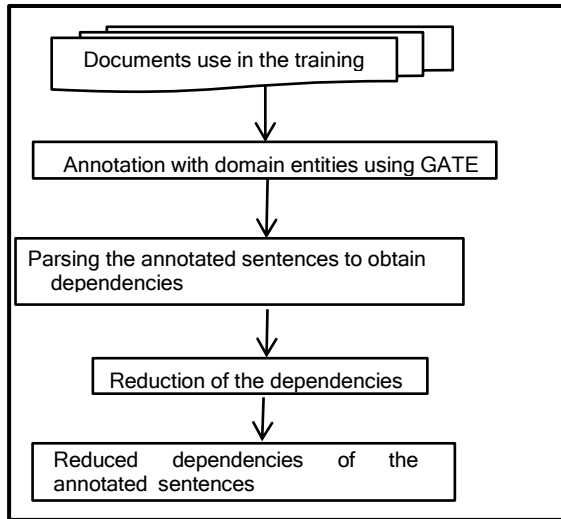 Documents use in the training
Annotation with domain entities using GATE
Parsing the annotated sentences to obtain
dependencies
Reduction of the dependencies
Reduced dependencies of the
annotated sentences